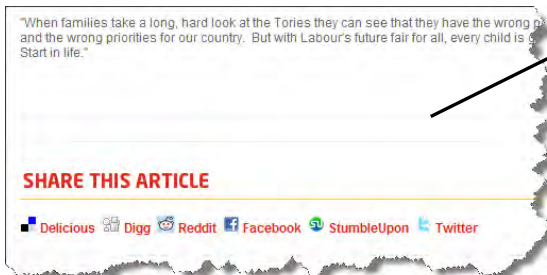 "When families take a long, hard look at the Tories they can see that they have the wrong
and the wrong priorities for our country. But with Labour's future fair for all, every child is
Start in life."
SHARE THIS ARTICLE
Delicious Digg Reddit Facebook StumbleUpon Twitter